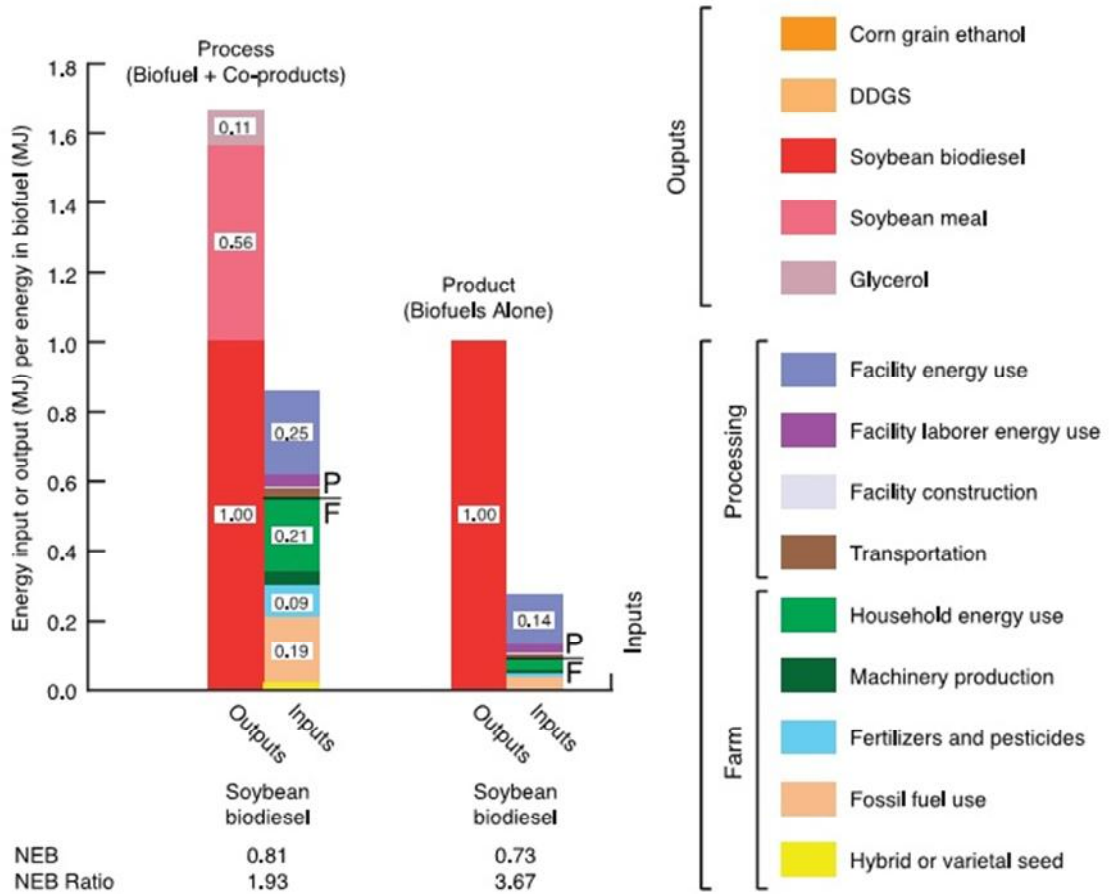 Process
(Biofuel + Co-products)
Energy input or output (MJ) per energy in biofuel (MJ)
1.8
1.6
1.4
1.2
1.0
0.8
0.6
0.4
0.2
0.0
0.11
0.56
1.00
0.25
P
F
0.21
0.09
0.19
Product
(Biofuels Alone)
1.00
0.14
P
F
Outputs
Inputs
Outputs
Inputs
Soybean
biodiesel
Soybean
biodiesel
NEB 0.81 0.73
NEB Ratio 1.93 3.67
Ouputs
Corn grain ethanol
DDGS
Soybean biodiesel
Soybean meal
Glycerol
Inputs
Processing
Facility energy use
Facility laborer energy use
Facility construction
Transportation
Farm
Household energy use
Machinery production
Fertilizers and pesticides
Fossil fuel use
Hybrid or varietal seed